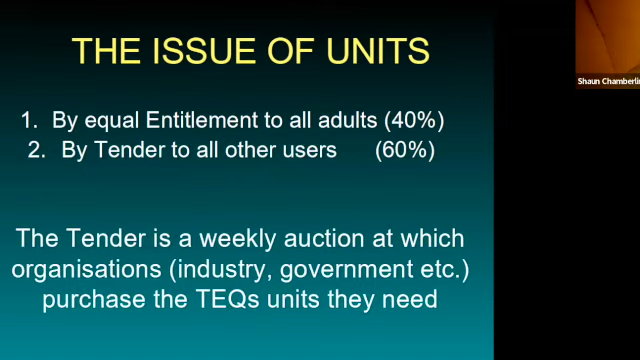 THE ISSUE OF UNITS
Shaun Chamberlin
1. By equal Entitlement to all adults (40%)
2. By Tender to all other users (60%)
The Tender is a weekly auction at which
organisations (industry, government etc.)
purchase the TEQs units they need